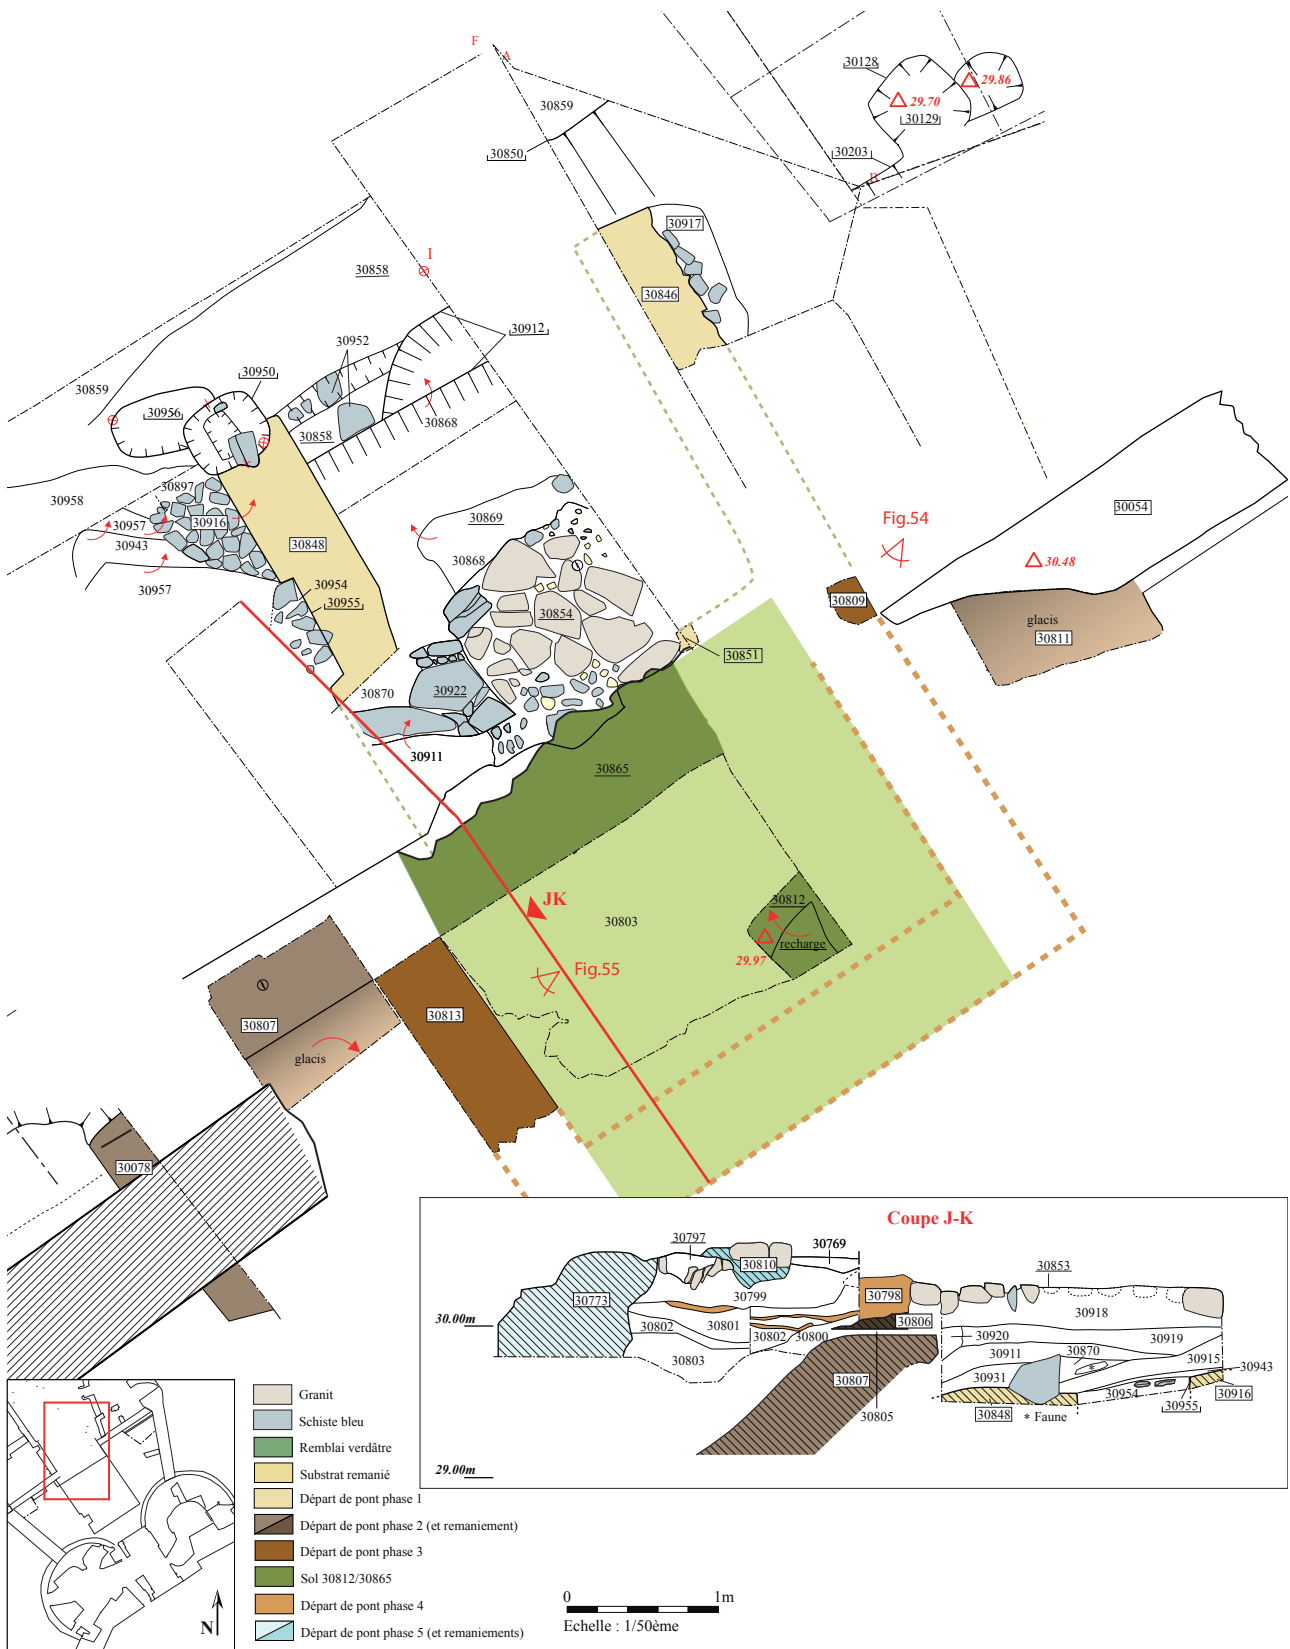 F
A
30128
29.86
29.70
30859
30129
30850
30203
B
30917
I
30858
30846
30912
30952
30859
30950
30956
30868
30858
30897
30958
30869
30054
30957
30916
Fig.54
30943
30848
30868
30.48
30957
30954
30809
30955
30854
glacis
30811
30851
30870
30922
30911
30865
JK
30812
30803
recharge
29.97
Fig.55
30813
30807
glacis
30078
Coupe J-K
30797
30769
30810
30853
30773
30799
30798
30918
30.00m
30802
30801
30806
30802
30800
30920
30919
30803
30911
30870
30915
30807
30931
*
30943
30954
30916
30805
30955
30848
* Faune
29.00m
Granit
Schiste bleu
Remblai verdâtre
Substrat remanié
Départ de pont phase 1
Départ de pont phase 2 (et remaniement)
Départ de pont phase 3
Sol 30812/30865
Départ de pont phase 4
Départ de pont phase 5 (et remaniements)
0 1m
Echelle : 1/50ème
N